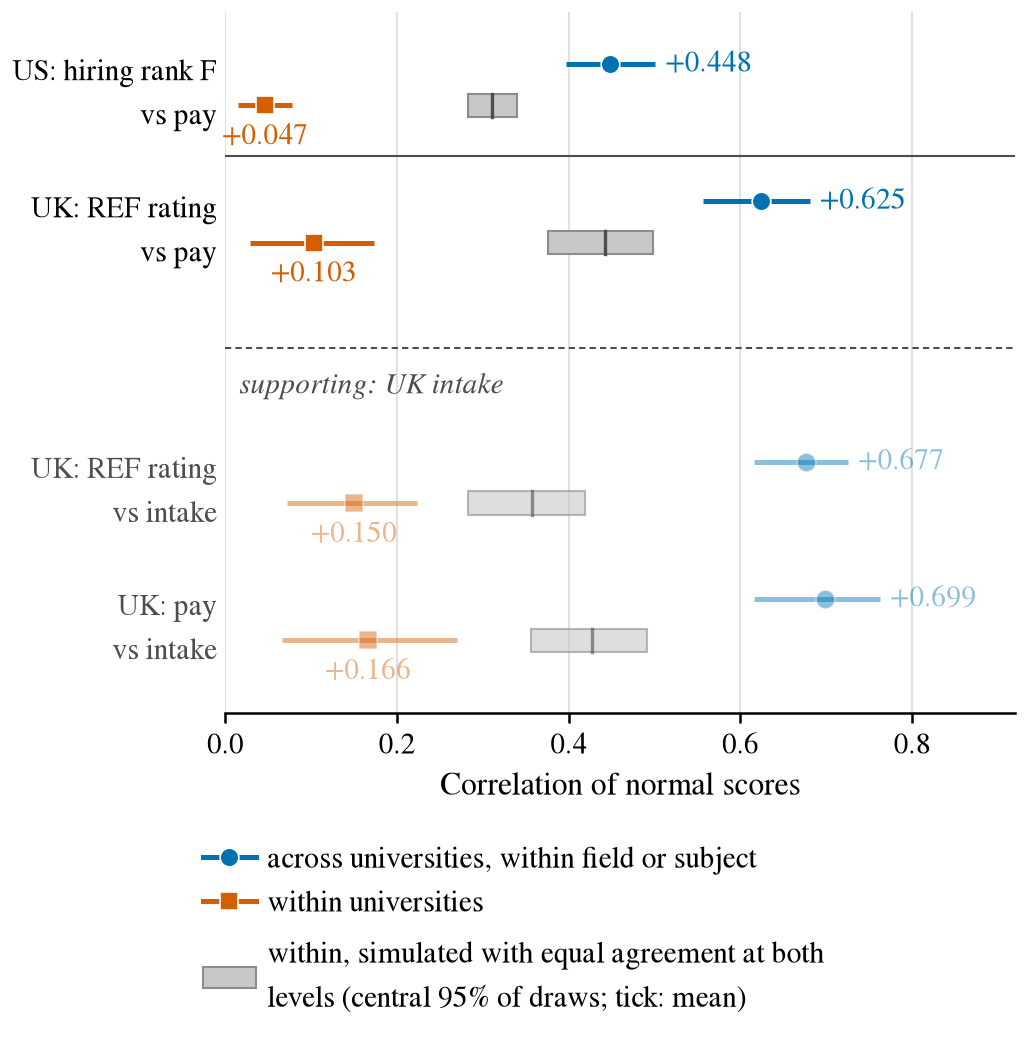 US: hiring rank F
vs pay
+0.448
+0.047
UK: REF rating
vs pay
+0.625
+0.103
supporting: UK intake
UK: REF rating
vs intake
+0.677
+0.150
UK: pay
vs intake
+0.699
+0.166
0.0 0.2 0.4 0.6 0.8
Correlation of normal scores
across universities, within field or subject
within universities
within, simulated with equal agreement at both
levels (central 95% of draws; tick: mean)